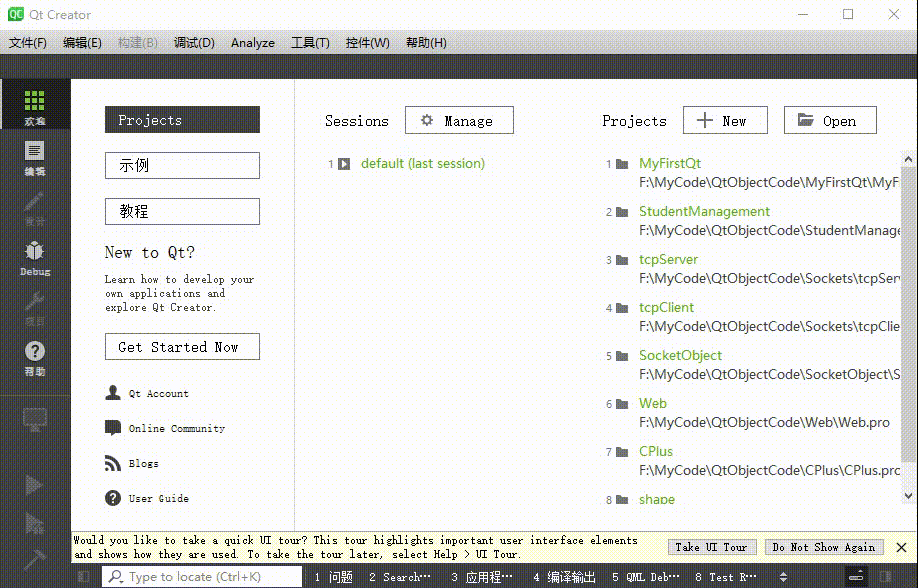 QC Qt Creator
文件(F) 编辑(E) 构建(B) 调试(D) Analyze 工具(T) 控件(W) 帮助(H)
欢迎
编辑
设计
Debug
项目
帮助
Projects
示例
教程
New to Qt?
Learn how to develop your
own applications and
explore Qt Creator.
Get Started Now
Qt Account
Online Community
Blogs
User Guide
Sessions Manage
1 default (last session)
Projects New Open
1 MyFirstQt
F:\MyCode\QtObjectCode\MyFirstQt\MyF
2 StudentManagement
F:\MyCode\QtObjectCode\StudentManage
3 tcpServer
F:\MyCode\QtObjectCode\Sockets\tcpSer
4 tcpClient
F:\MyCode\QtObjectCode\Sockets\tcpClie
5 SocketObject
F:\MyCode\QtObjectCode\SocketObject\S
6 Web
F:\MyCode\QtObjectCode\Web\Web.pro
7 CPlus
F:\MyCode\QtObjectCode\CPlus\CPlus.pro
8 shape
Would you like to take a quick UI tour? This tour highlights important user interface elements
and shows how they are used. To take the tour later, select Help > UI Tour.
Take UI Tour Do Not Show Again
Type to locate (Ctrl+K) 1 问题 2 Search… 3 应用程… 4 编译输出 5 QML Deb… 8 Test R…